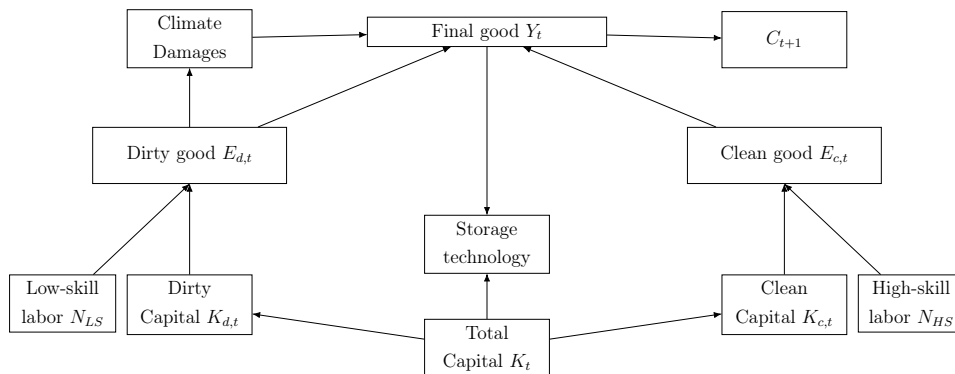 Climate
Damages
Final good Y_t
C_{t+1}
Dirty good E_{d,t}
Clean good E_{c,t}
Storage
technology
Low-skill
labor N_{LS}
Dirty
Capital K_{d,t}
Total
Capital K_t
Clean
Capital K_{c,t}
High-skill
labor N_{HS}